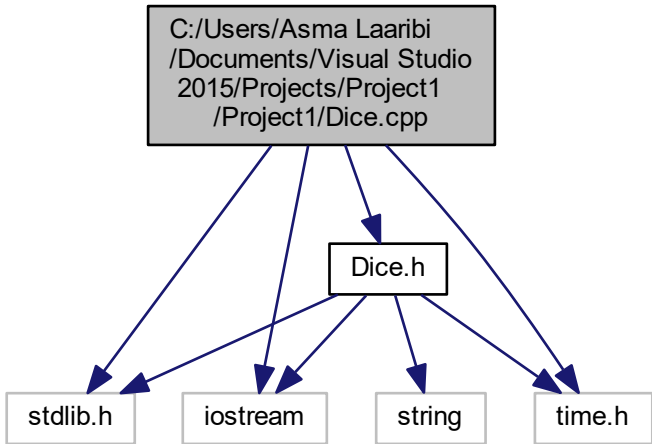 C:/Users/Asma Laaribi
/Documents/Visual Studio
2015/Projects/Project1
/Project1/Dice.cpp
Dice.h
stdlib.h
iostream
string
time.h